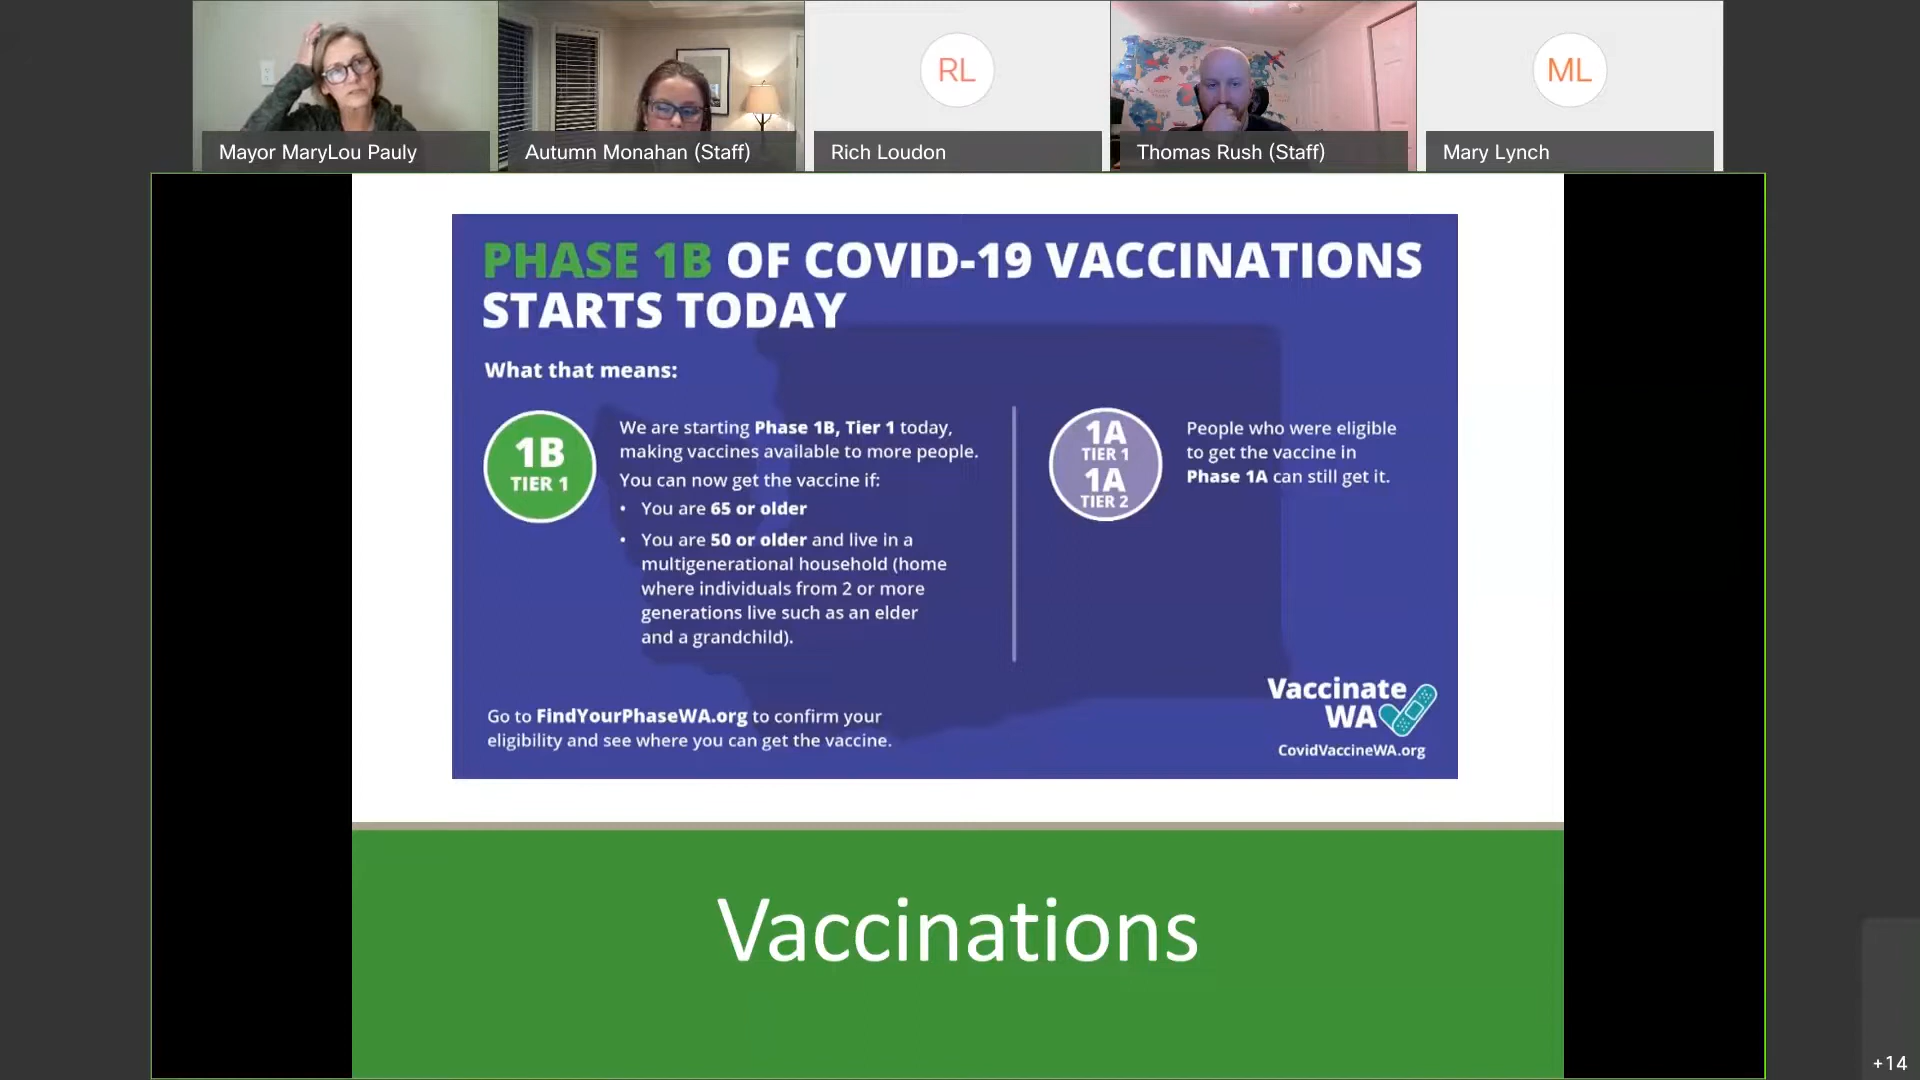 Mayor MaryLou Pauly
Autumn Monahan (Staff)
RL
Rich Loudon
Thomas Rush (Staff)
ML
Mary Lynch
PHASE 1B OF COVID-19 VACCINATIONS
STARTS TODAY
What that means:
1B
TIER 1
We are starting Phase 1B, Tier 1 today,
making vaccines available to more people.
You can now get the vaccine if:
• You are 65 or older
• You are 50 or older and live in a
multigenerational household (home
where individuals from 2 or more
generations live such as an elder
and a grandchild).
1A
TIER 1
1A
TIER 2
People who were eligible
to get the vaccine in
Phase 1A can still get it.
Go to FindYourPhaseWA.org to confirm your
eligibility and see where you can get the vaccine.
Vaccinate
WA
CovidVaccineWA.org
Vaccinations
+14